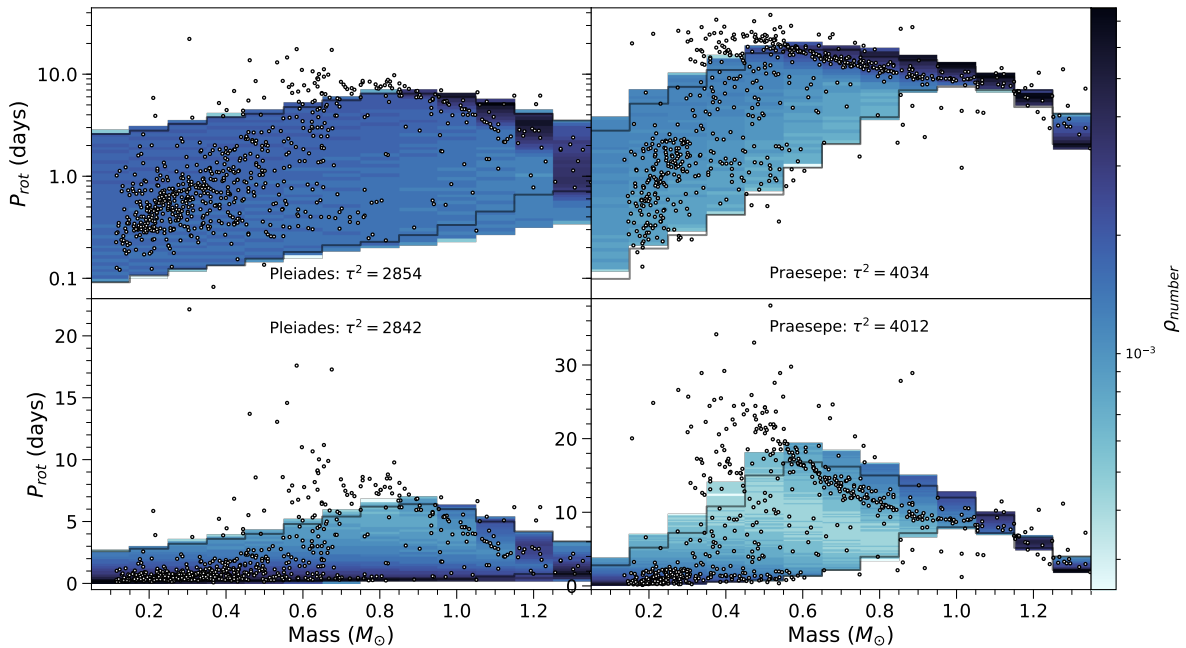 10.0
1.0
0.1
P_rot (days)
Pleiades: τ² = 2854
Praesepe: τ² = 4034
10⁻³
ρ_number
20
15
10
5
0
P_rot (days)
Pleiades: τ² = 2842
30
20
10
0
Praesepe: τ² = 4012
0.2 0.4 0.6 0.8 1.0 1.2
0.2 0.4 0.6 0.8 1.0 1.2
Mass (M☉)
Mass (M☉)